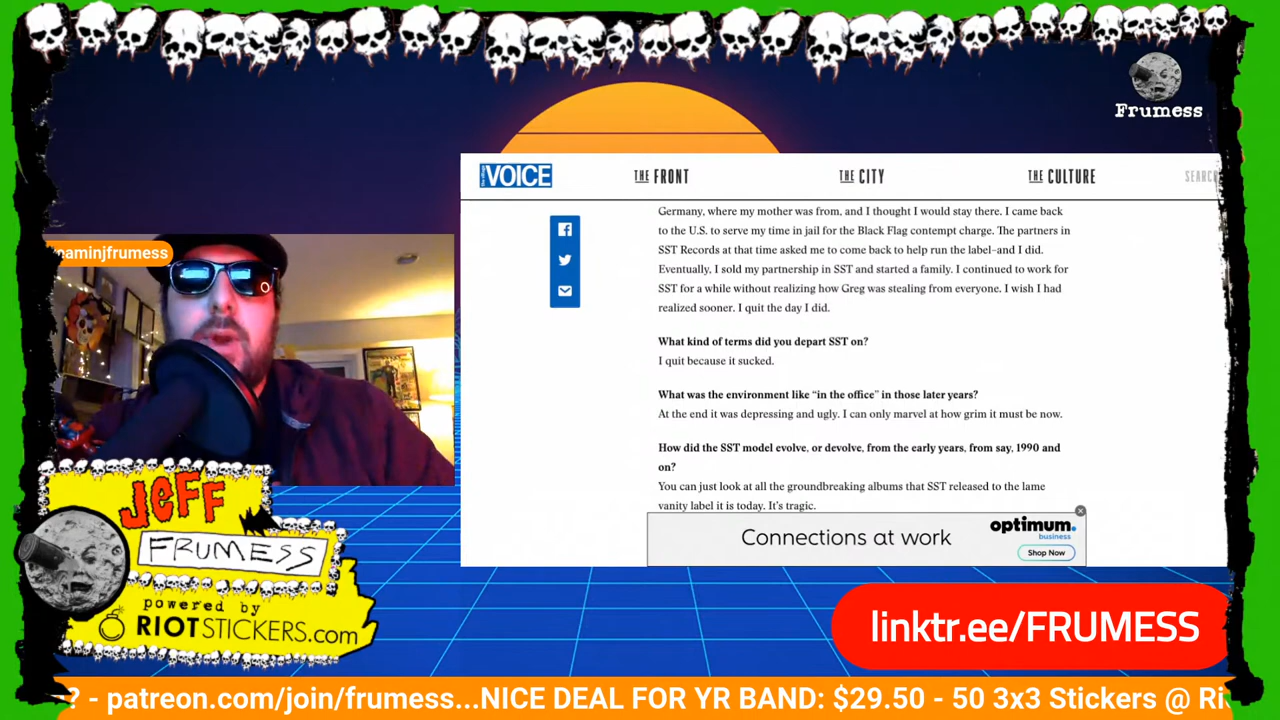 Frumess
the village VOICE
THE FRONT
THE CITY
THE CULTURE
SEARC
Germany, where my mother was from, and I thought I would stay there. I came back
to the U.S. to serve my time in jail for the Black Flag contempt charge. The partners in
SST Records at that time asked me to come back to help run the label–and I did.
Eventually, I sold my partnership in SST and started a family. I continued to work for
SST for a while without realizing how Greg was stealing from everyone. I wish I had
realized sooner. I quit the day I did.
What kind of terms did you depart SST on?
I quit because it sucked.
What was the environment like “in the office” in those later years?
At the end it was depressing and ugly. I can only marvel at how grim it must be now.
How did the SST model evolve, or devolve, from the early years, from say, 1990 and
on?
You can just look at all the groundbreaking albums that SST released to the lame
vanity label it is today. It’s tragic.
Connections at work
optimum.
business
Shop Now
eaminjfrumess
JeFF
FRUMESS
powered by
RIOTSTICKERS.com
linktr.ee/FRUMESS
? - patreon.com/join/frumess...NICE DEAL FOR YR BAND: $29.50 - 50 3x3 Stickers @ Ri